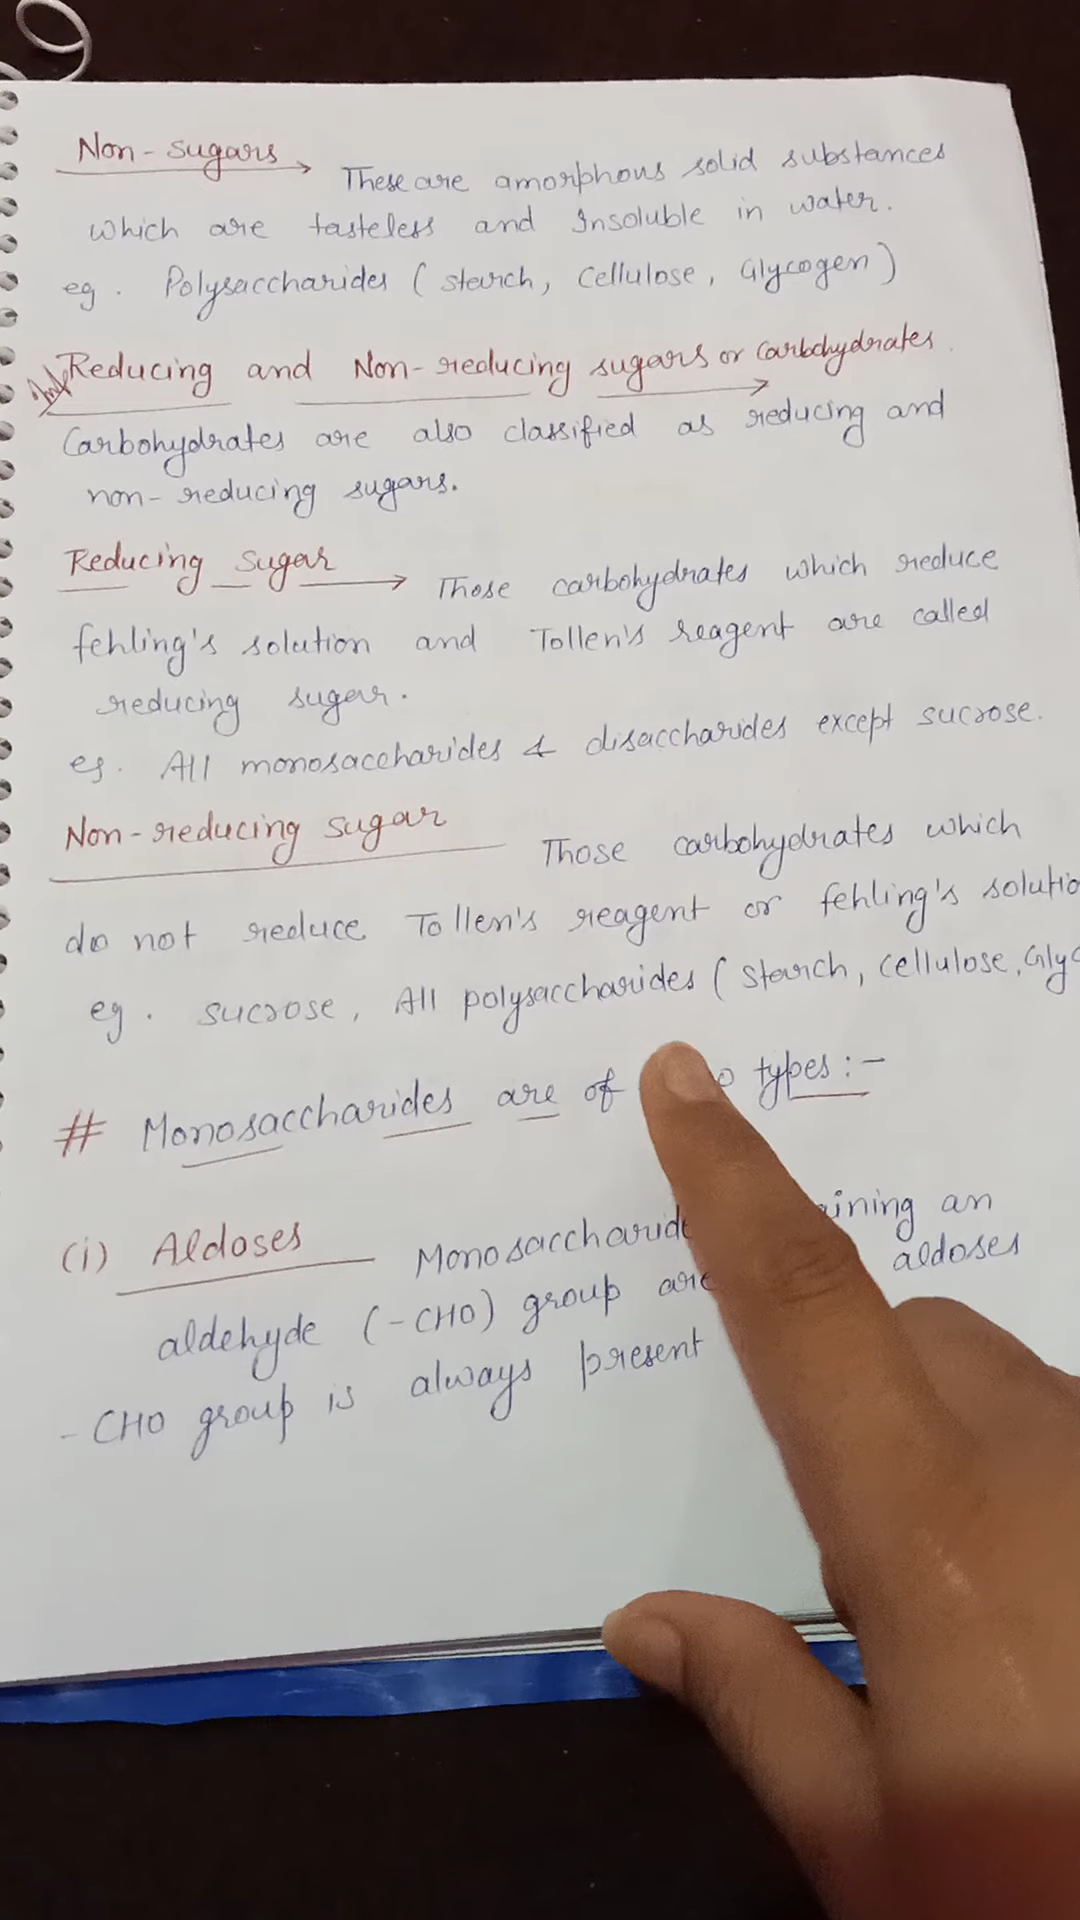 Non-sugars
These are amorphous solid substances
which are tasteless and Insoluble in water.
eg. Polysaccharides (starch, cellulose, Glycogen)
Reducing and Non-reducing sugars or carbohydrates.
Carbohydrates are also classified as reducing and
non-reducing sugars.
Reducing sugar
Those carbohydrates which reduce
fehling's solution and Tollen's reagent are called
reducing sugar.
eg. All monosaccharides & disaccharides except sucrose.
Non-reducing sugar
Those carbohydrates which
do not reduce Tollen's reagent or fehling's
eg. sucrose, All polysaccharides (starch, cellulose,
# Monosaccharides are of types:-
(i) Aldoses
an
aldehyde (-CHO) group are aldoses
-CHO group is always present